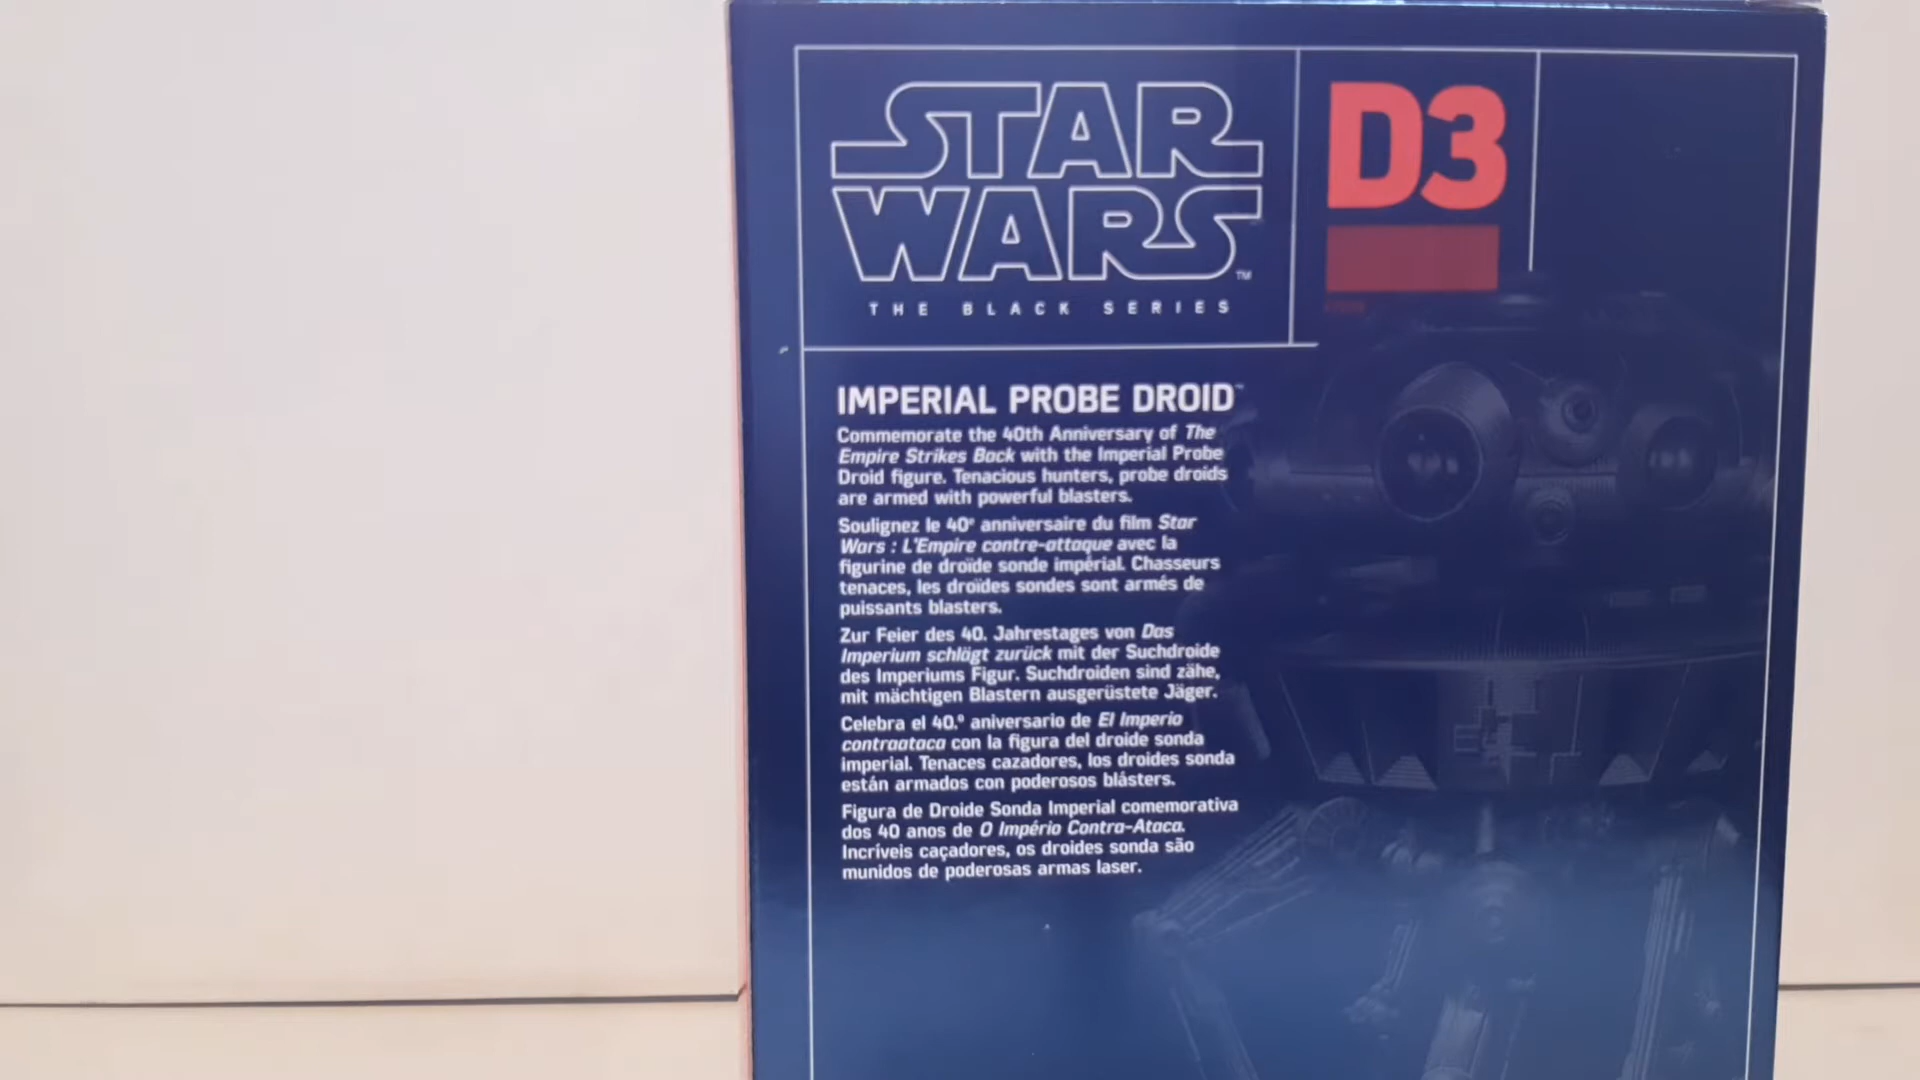 STAR
WARS™
THE BLACK SERIES
D3
IMPERIAL PROBE DROID™
Commemorate the 40th Anniversary of The
Empire Strikes Back with the Imperial Probe
Droid figure. Tenacious hunters, probe droids
are armed with powerful blasters.
Soulignez le 40e anniversaire du film Star
Wars : L'Empire contre-attaque avec la
figurine de droïde sonde impérial. Chasseurs
tenaces, les droïdes sondes sont armés de
puissants blasters.
Zur Feier des 40. Jahrestages von Das
Imperium schlägt zurück mit der Suchdroide
des Imperiums Figur. Suchdroiden sind zähe,
mit mächtigen Blastern ausgerüstete Jäger.
Celebra el 40.º aniversario de El Imperio
contraataca con la figura del droide sonda
imperial. Tenaces cazadores, los droides sonda
están armados con poderosos blásters.
Figura de Droide Sonda Imperial comemorativa
dos 40 anos de O Império Contra-Ataca.
Incríveis caçadores, os droides sonda são
munidos de poderosas armas laser.